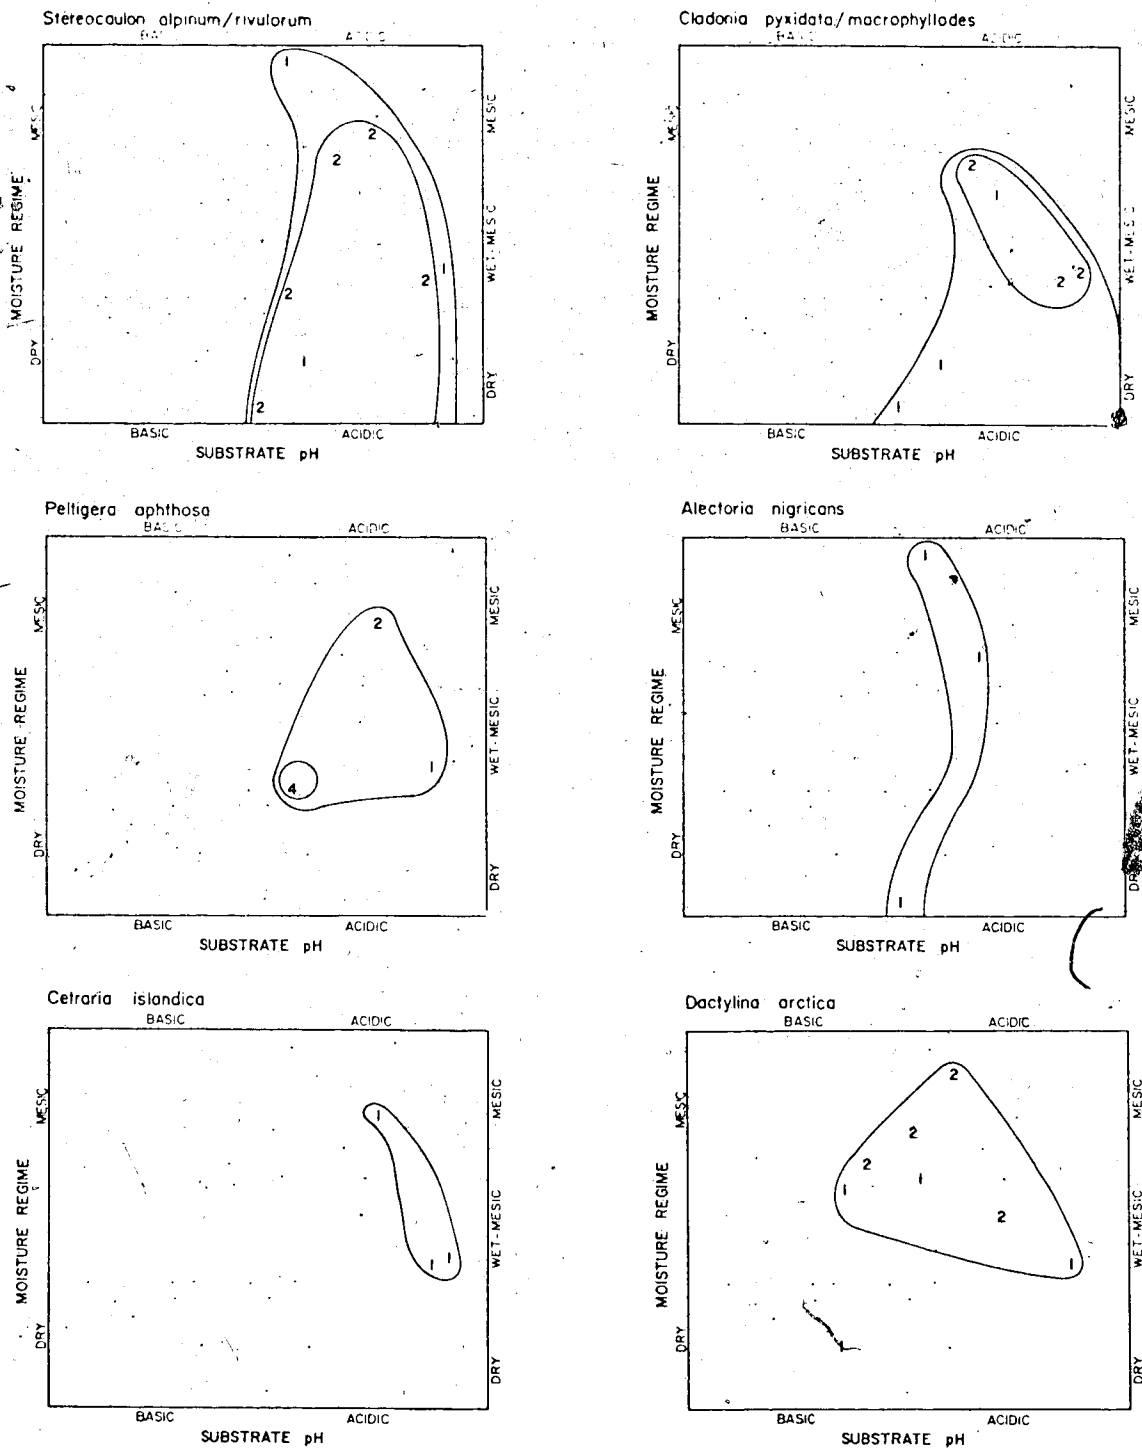 Stereocaulon alpinum/rivulorum
ACIDIC
MOISTURE REGIME
DRY
MESIC
MESIC
WET-MESIC
DRY
1
2
2
1
2
2
1
2
BASIC ACIDIC
SUBSTRATE pH
Cladonia pyxidata/macrophyllodes
BASIC ACIDIC
MOISTURE REGIME
DRY
MESIC
MESIC
WET-MESIC
DRY
2
1
2
2
1
1
BASIC ACIDIC
SUBSTRATE pH
Peltigera aphthosa
BASIC ACIDIC
MOISTURE REGIME
DRY
MESIC
MESIC
WET-MESIC
DRY
2
1
4
BASIC ACIDIC
SUBSTRATE pH
Alectoria nigricans
BASIC ACIDIC
MOISTURE REGIME
DRY
MESIC
MESIC
WET-MESIC
DRY
1
1
1
BASIC ACIDIC
SUBSTRATE pH
Cetraria islandica
BASIC ACIDIC
MOISTURE REGIME
DRY
MESIC
MESIC
WET-MESIC
DRY
1
1 1
BASIC ACIDIC
SUBSTRATE pH
Dactylina arctica
BASIC ACIDIC
MOISTURE REGIME
DRY
MESIC
MESIC
WET-MESIC
DRY
2
2
2
1
1
2
1
1
BASIC ACIDIC
SUBSTRATE pH